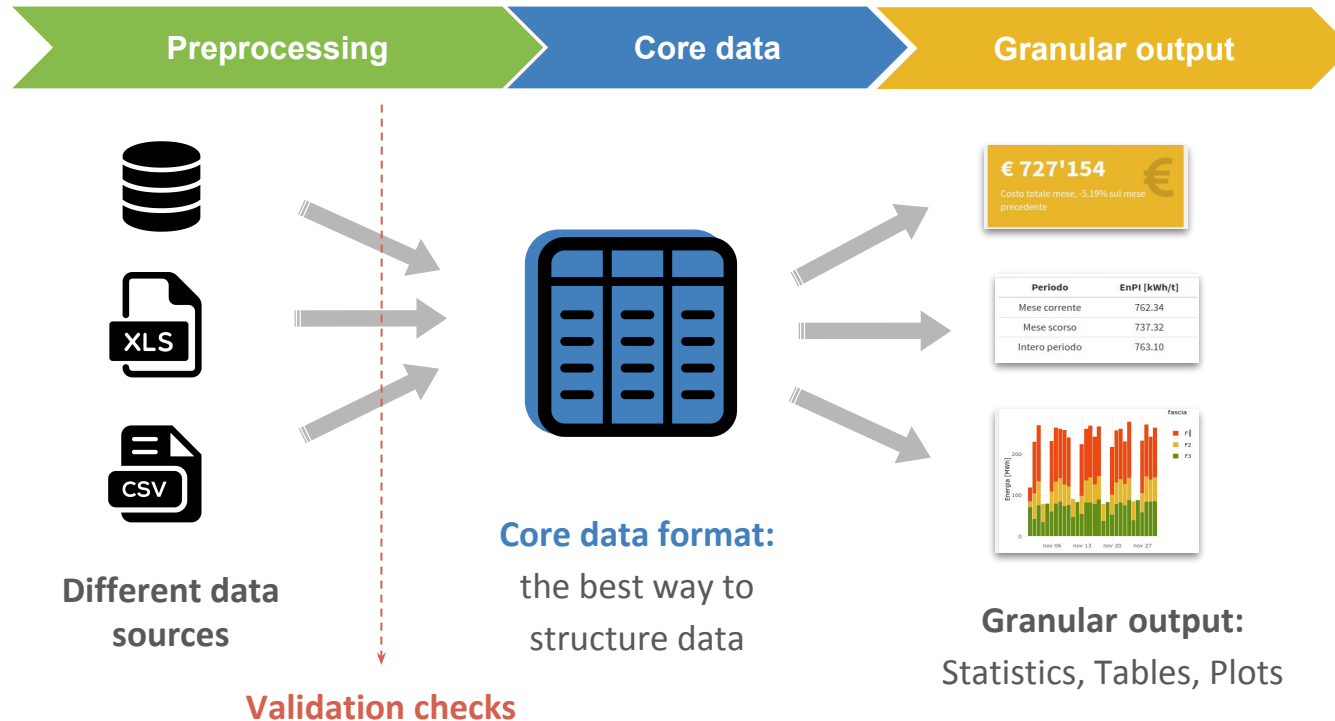 Preprocessing
Core data
Granular output
XLS
CSV
Different data
sources
Validation checks
Core data format:
the best way to
structure data
€ 727'154
€
Costo totale mese, -5.19% sul mese
precedente
Periodo EnPI [kWh/t]
Mese corrente 762.34
Mese scorso 737.32
Intero periodo 763.10
fascia
F1
F2
F3
Energia [MWh]
200
100
0
nov 06 nov 13 nov 20 nov 27
Granular output:
Statistics, Tables, Plots